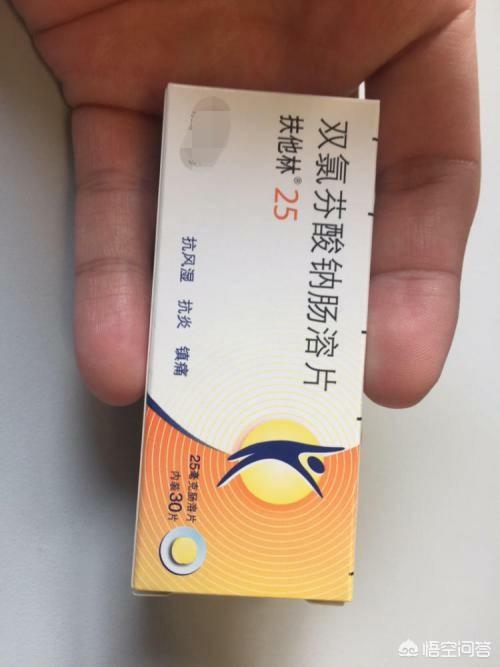 双氯芬酸钠肠溶片
扶他林® 25
抗风湿 抗炎 镇痛
25毫克肠溶片
内装30片
悟空问答